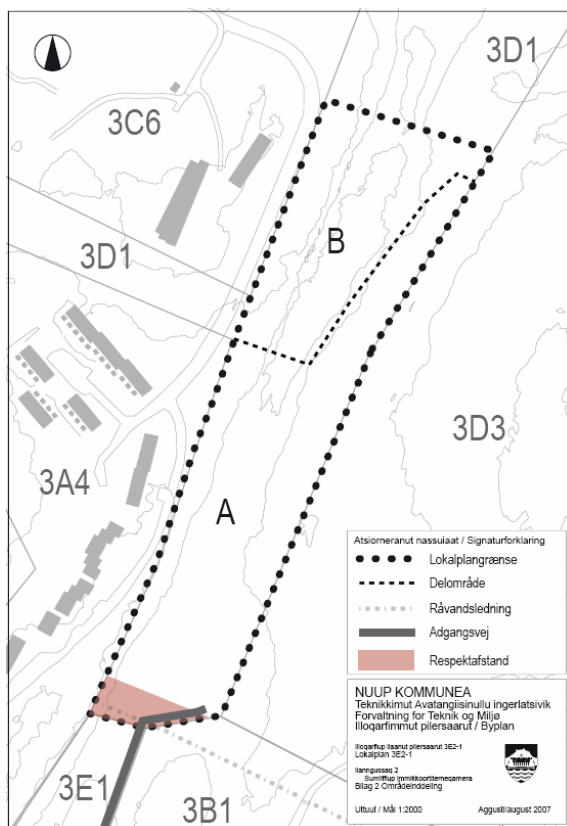 3D1
3C6
3D1
B
3D3
3A4
A
3E1
3B1
Atsiorneranut nassuiaat / Signaturforklaring
Lokalplangrænse
Delområde
Råvandsledning
Adgangsvej
Respektafstand
NUUP KOMMUNEA
Teknikkimut Avatangiisinullu ingerlatsivik
Forvaltning for Teknik og Miljø
Illoqarfimmut pilersaarut / Byplan
Illoqarfiup ilaanut pilersaarut 3E2-1
Lokalplan 3E2-1
Ilanngussaq 2
Bilag 2 Områdeinddeling
Uttuut / Mål 1:2000
Aggusti/august 2007